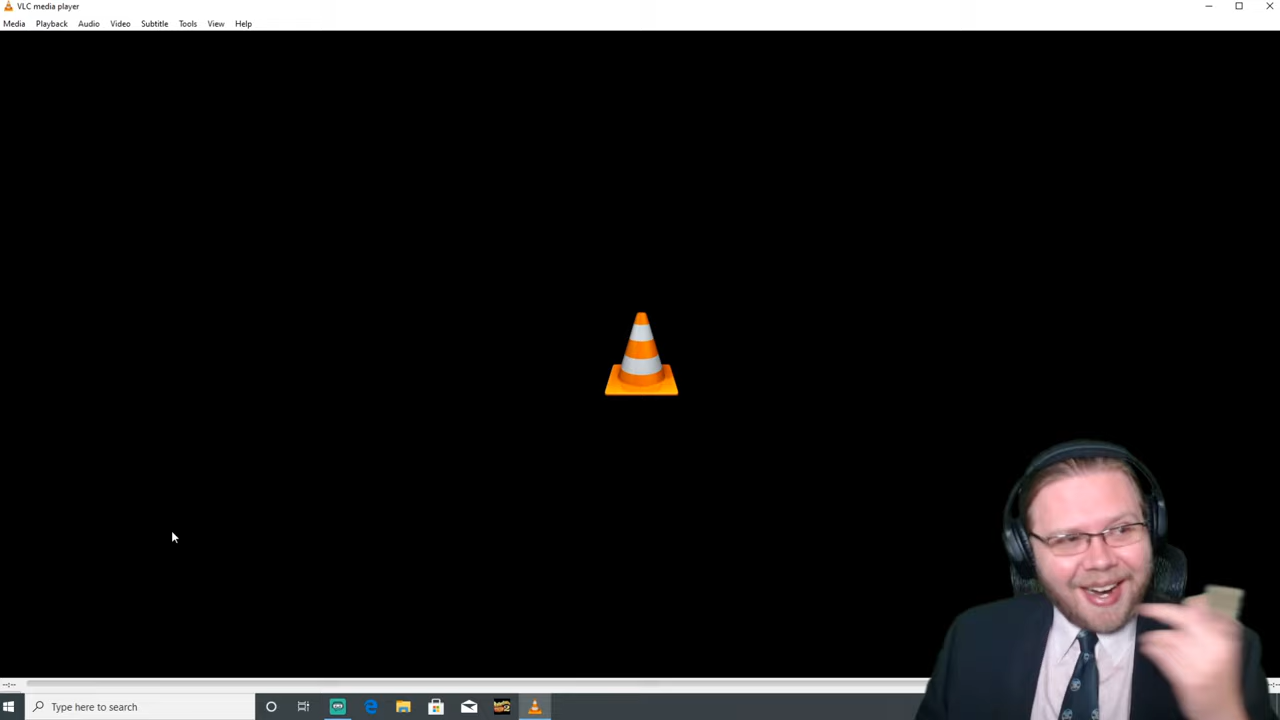 VLC media player
Media Playback Audio Video Subtitle Tools View Help
--:-- --:--
Type here to search